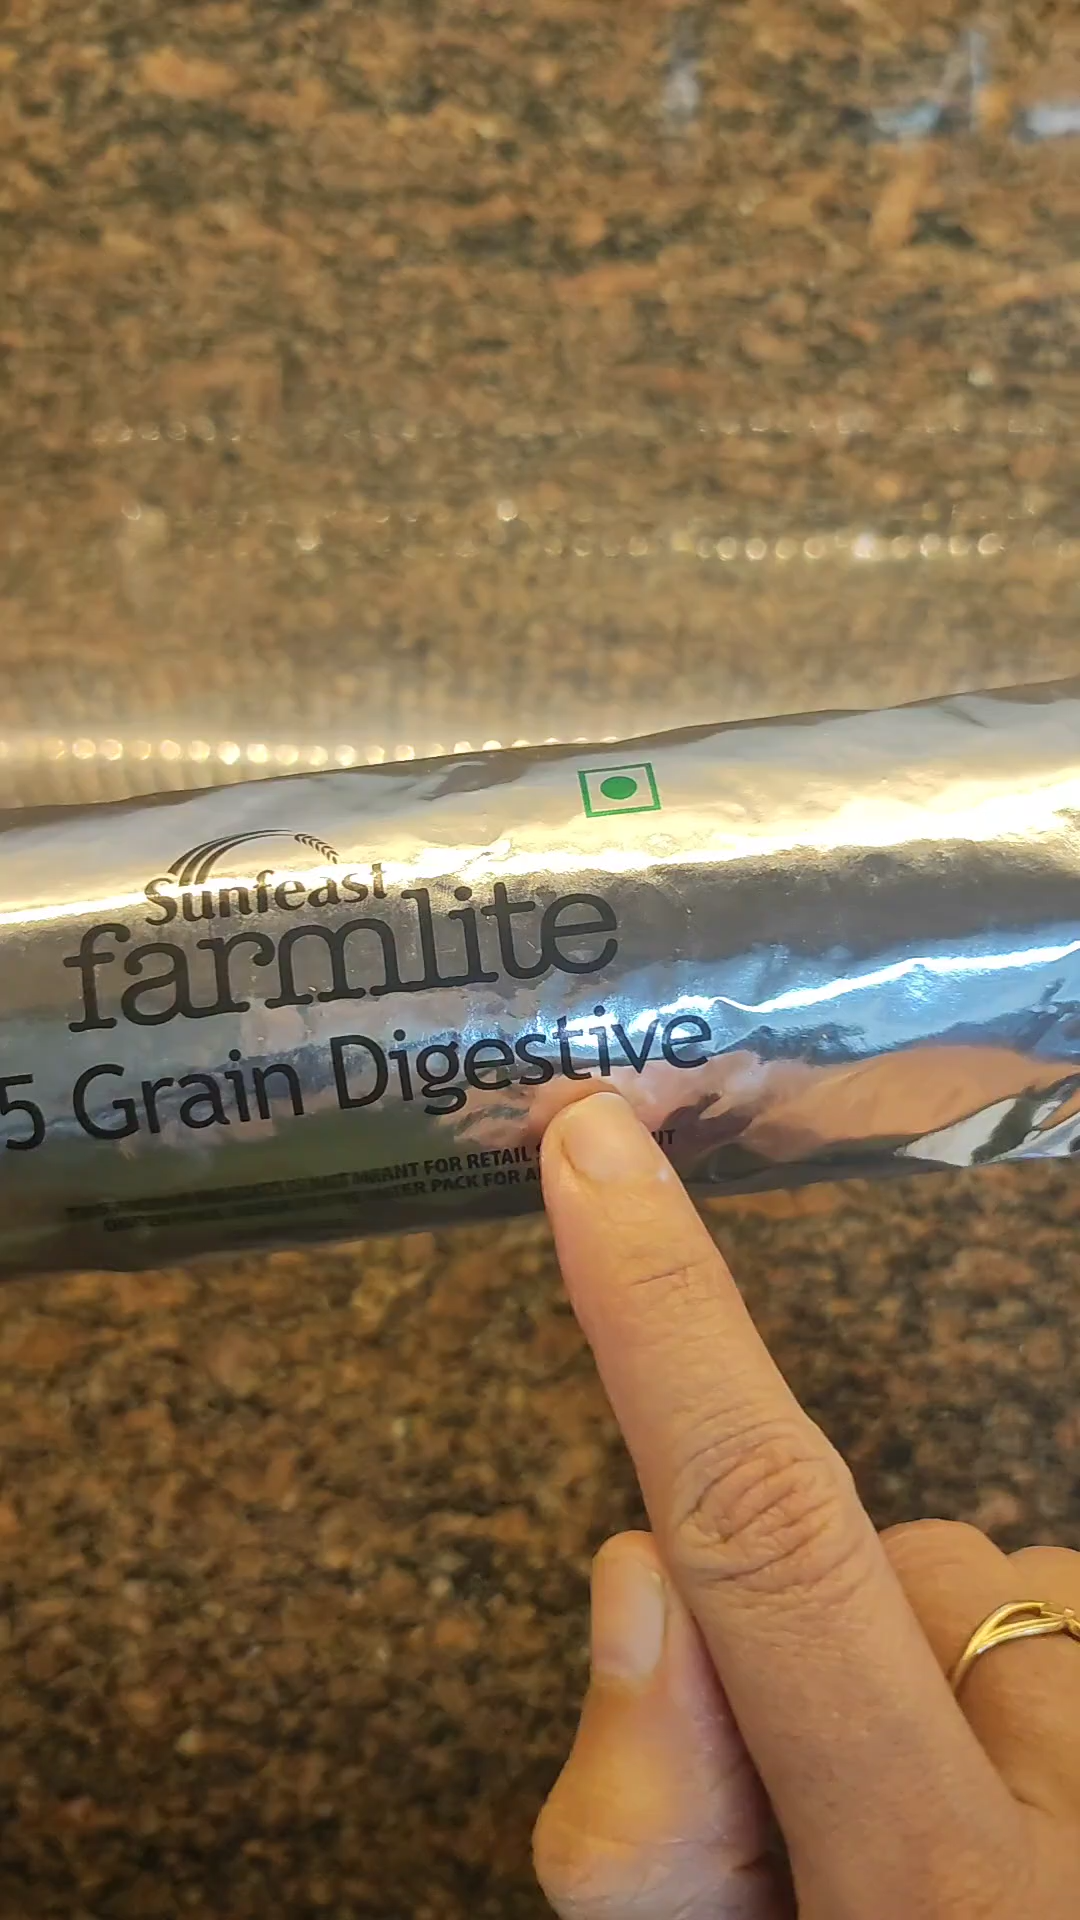 Sunfeast
farmlite
5 Grain Digestive
MEANT FOR RETAIL
PACK FOR